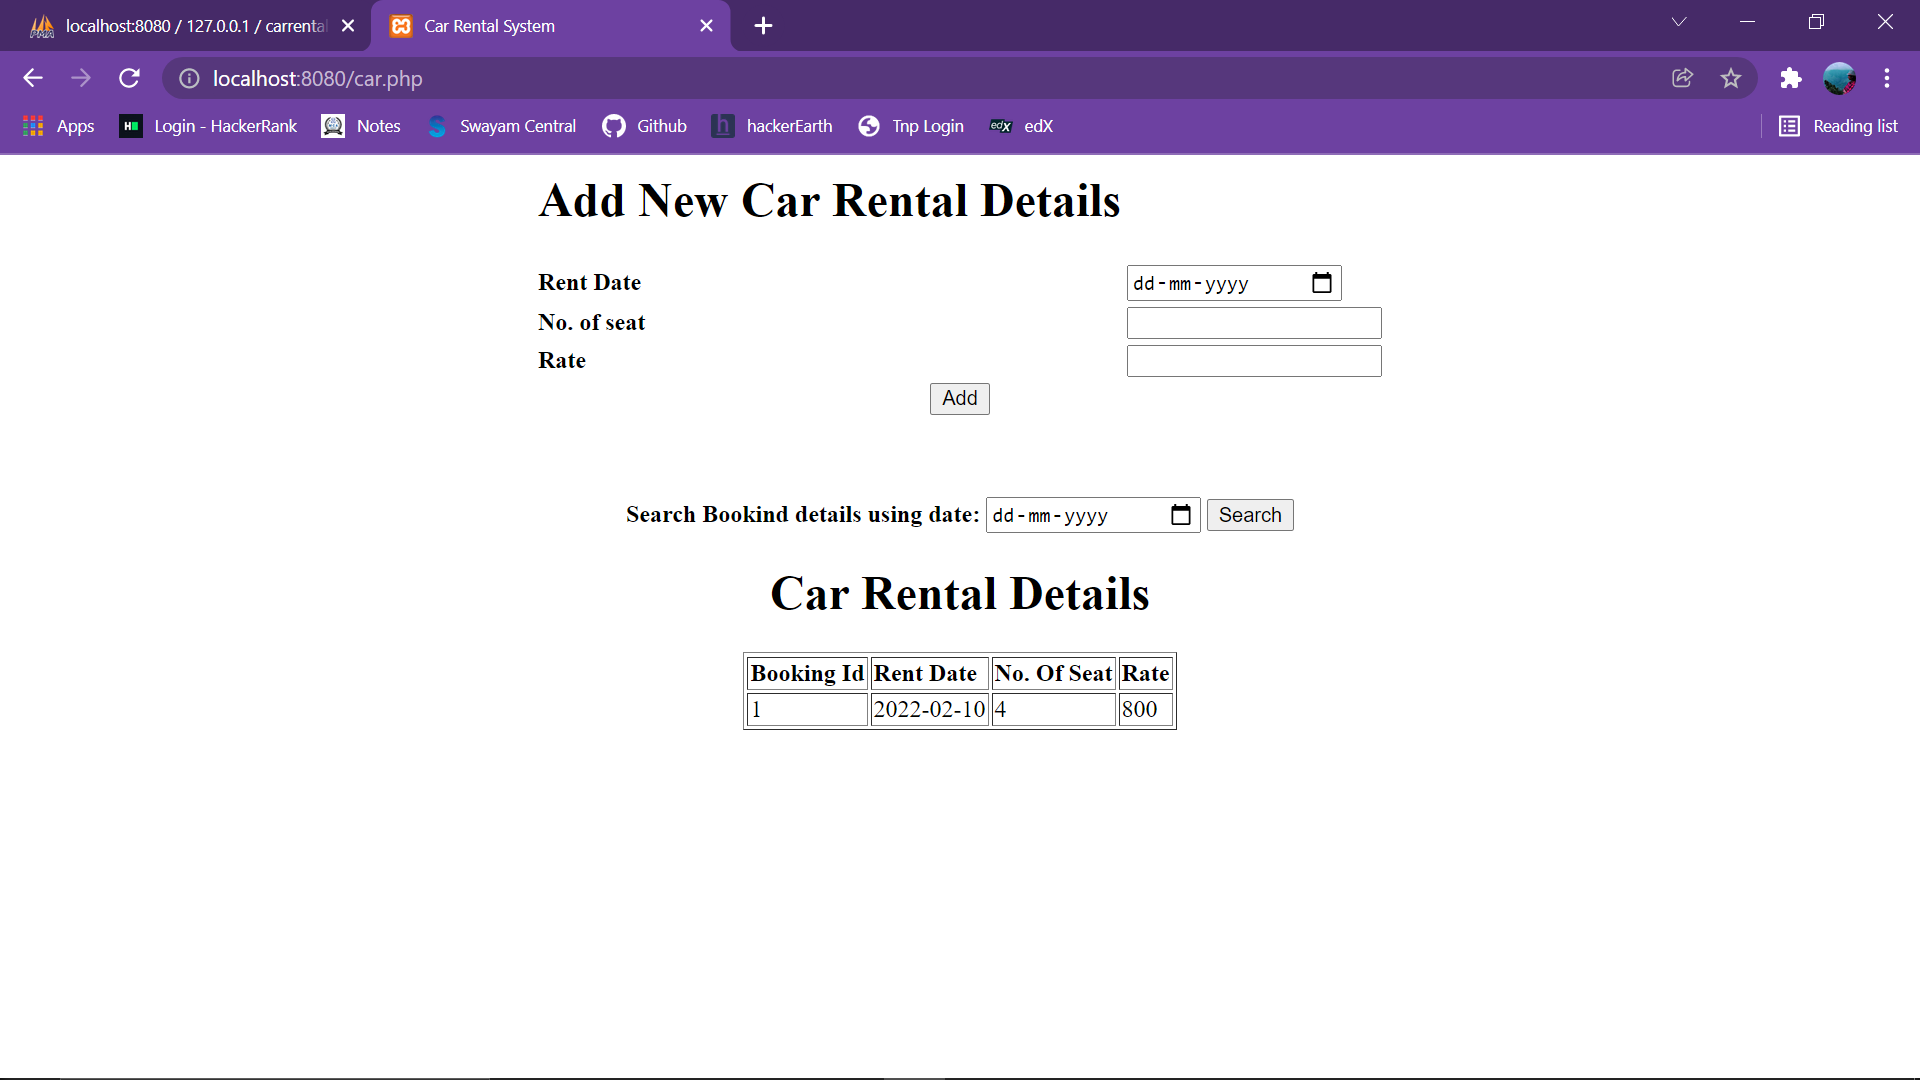 localhost:8080 / 127.0.0.1 / carrental
Car Rental System
localhost:8080/car.php
Apps Login - HackerRank Notes Swayam Central Github hackerEarth Tnp Login edX Reading list
Add New Car Rental Details
Rent Date dd-mm-yyyy
No. of seat
Rate
Add
Search Bookind details using date: dd-mm-yyyy Search
Car Rental Details
Booking Id Rent Date No. Of Seat Rate
1 2022-02-10 4 800